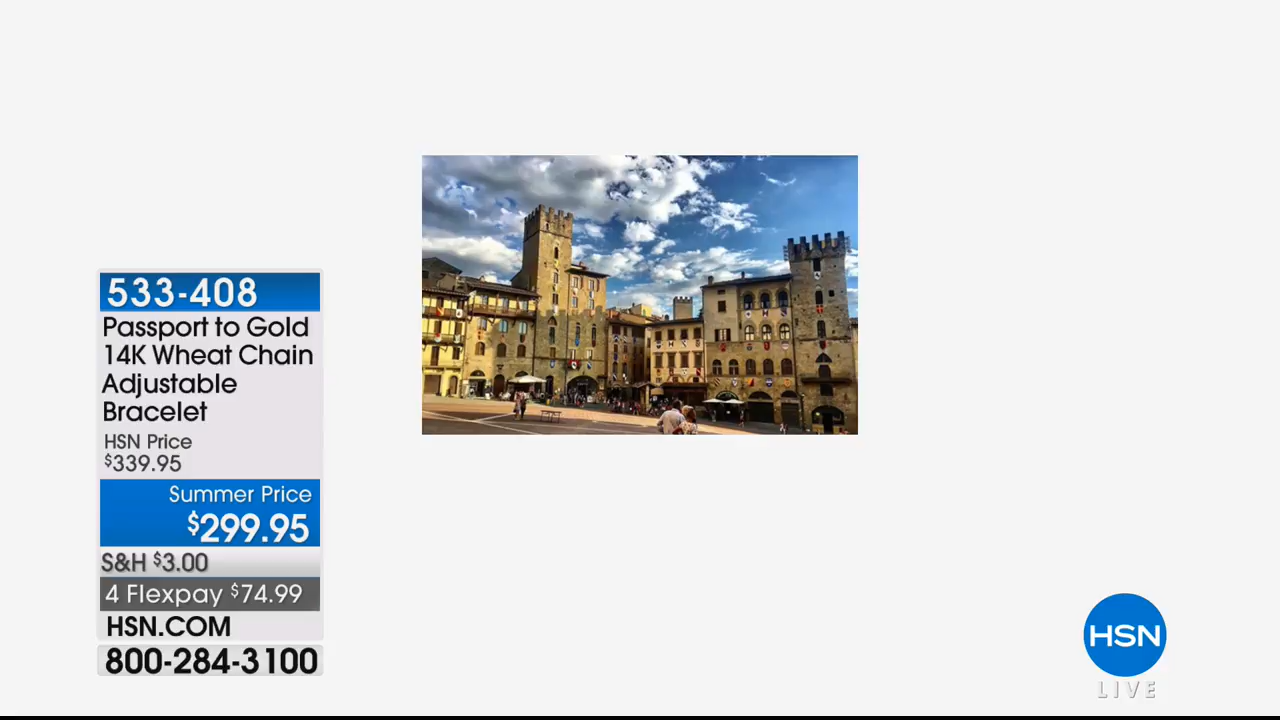 533-408
Passport to Gold
14K Wheat Chain
Adjustable
Bracelet
HSN Price
$339.95
Summer Price
$299.95
S&H $3.00
4 Flexpay $74.99
HSN.COM
800-284-3100
HSN
LIVE